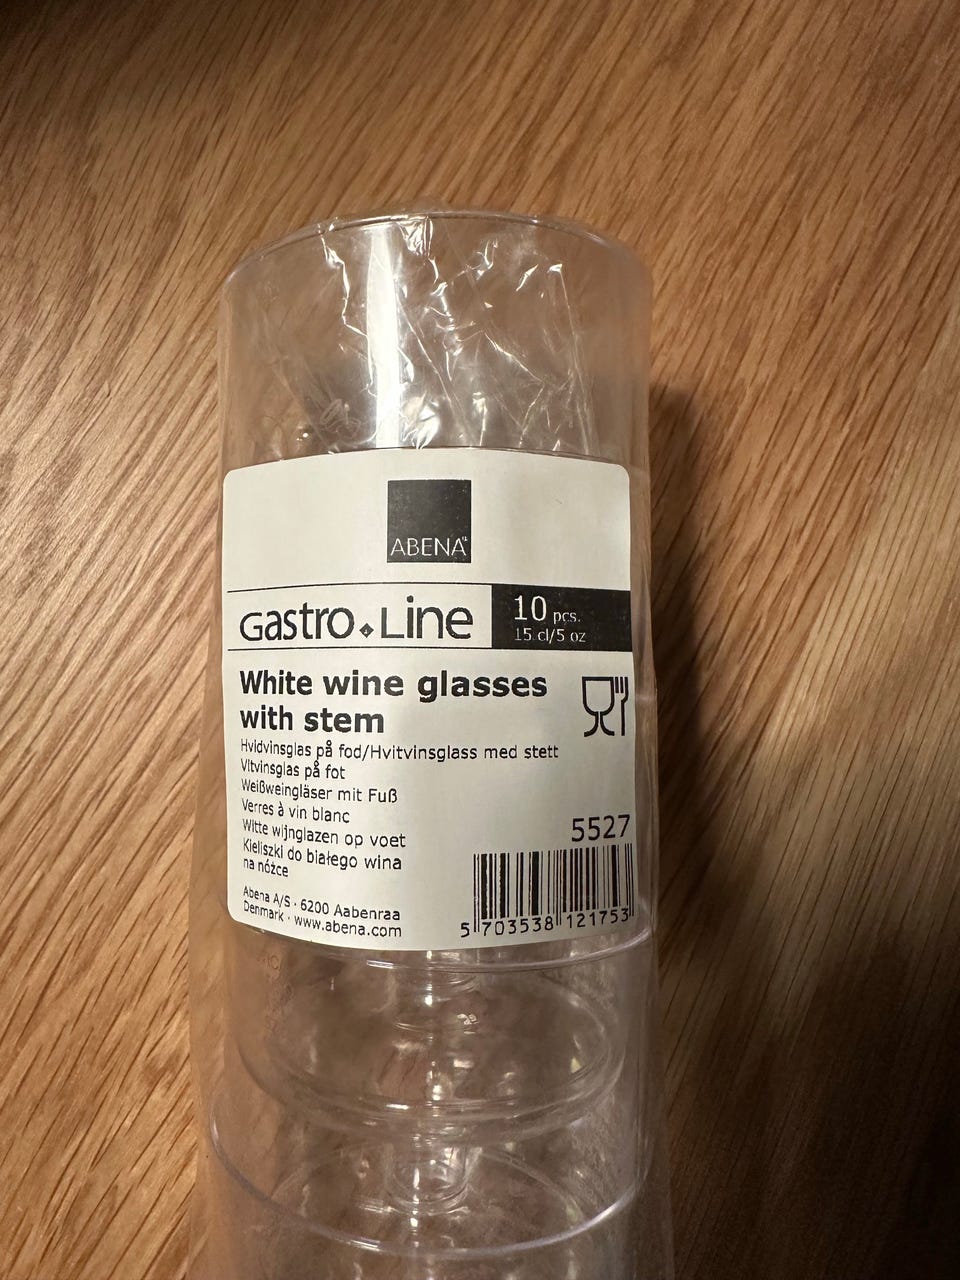 ABENA
Gastro Line
10 pcs.
15 cl/5 oz
White wine glasses
with stem
Hvidvinsglas på fod/Hvitvinsglass med stett
Vitvinsglas på fot
Weißweingläser mit Fuß
Verres à vin blanc
Witte wijnglazen op voet
Kieliszki do białego wina
na nóżce
5527
Abena A/S · 6200 Aabenraa
Denmark · www.abena.com
5 703538 121753